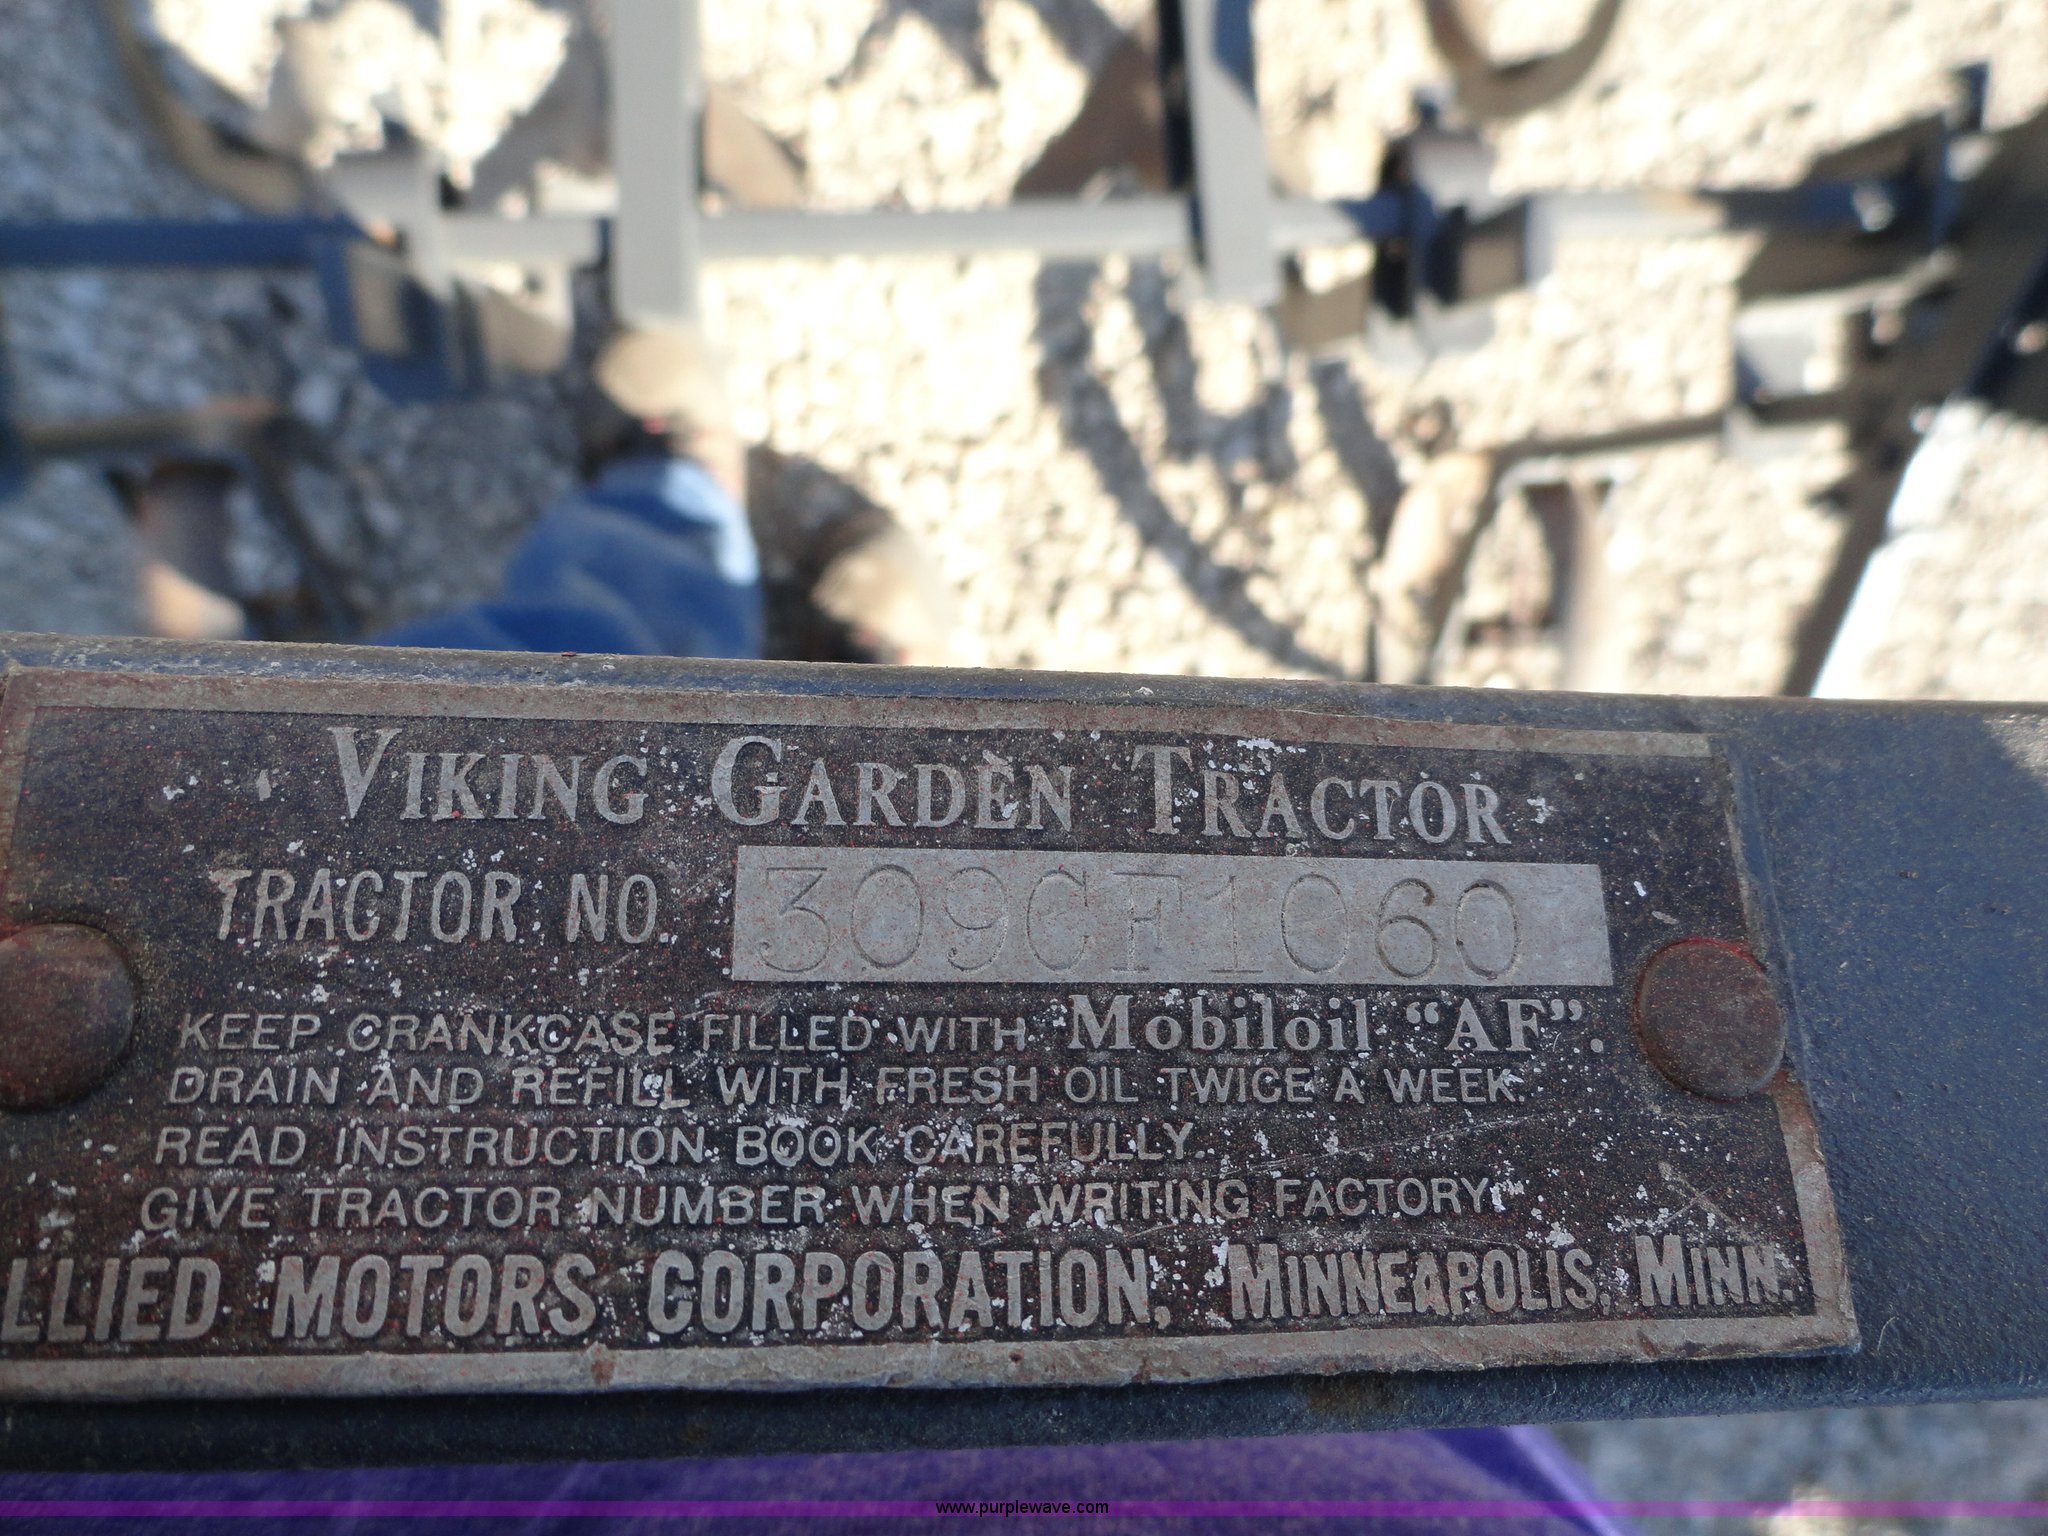 VIKING GARDEN TRACTOR
TRACTOR NO. 309CF1060
KEEP CRANKCASE FILLED WITH Mobiloil “AF”.
DRAIN AND REFILL WITH FRESH OIL TWICE A WEEK.
READ INSTRUCTION BOOK CAREFULLY.
GIVE TRACTOR NUMBER WHEN WRITING FACTORY.
LLIED MOTORS CORPORATION, MINNEAPOLIS, MINN.
www.purplewave.com